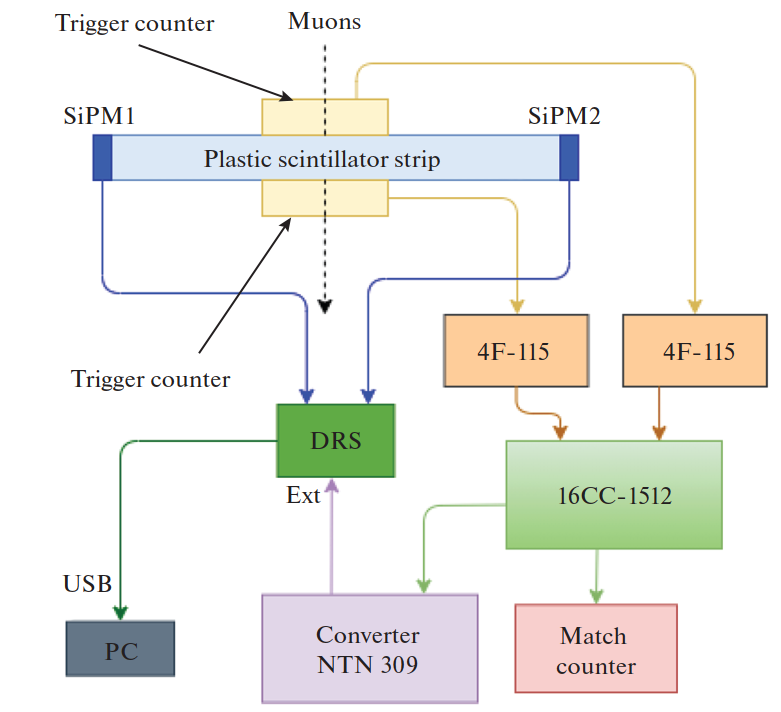 Trigger counter
Muons
SiPM1
SiPM2
Plastic scintillator strip
4F-115
4F-115
Trigger counter
DRS
Ext
16CC-1512
USB
PC
Converter
NTN 309
Match
counter